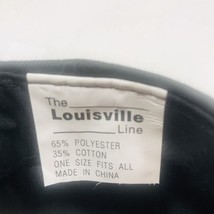 The
Louisville
Line
65% POLYESTER
35% COTTON
ONE SIZE FITS ALL
MADE IN CHINA